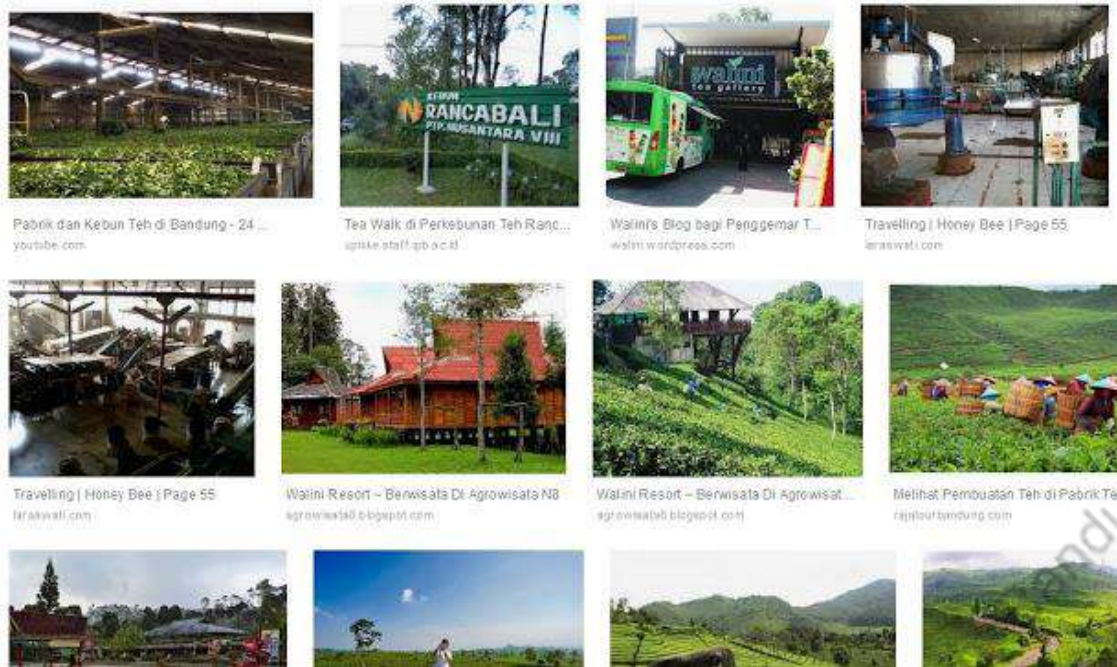 KEBUN
RANCABALI
PTP. NUSANTARA VIII
walini
tea gallery
Pabrik dan Kebun Teh di Bandung - 24 ...
youtube.com
Tea Walk di Perkebunan Teh Ranc...
Walini's Blog bagi Penggemar T...
walini.wordpress.com
Travelling | Honey Bee | Page 55
laraswati.com
Travelling | Honey Bee | Page 55
laraswati.com
Walini Resort – Berwisata Di Agrowisata N8
agrowisata8.blogspot.com
Walini Resort – Berwisata Di Agrowisat...
agrowisata8.blogspot.com
Melihat Pembuatan Teh di Pabrik Te
rajatourbandung.com